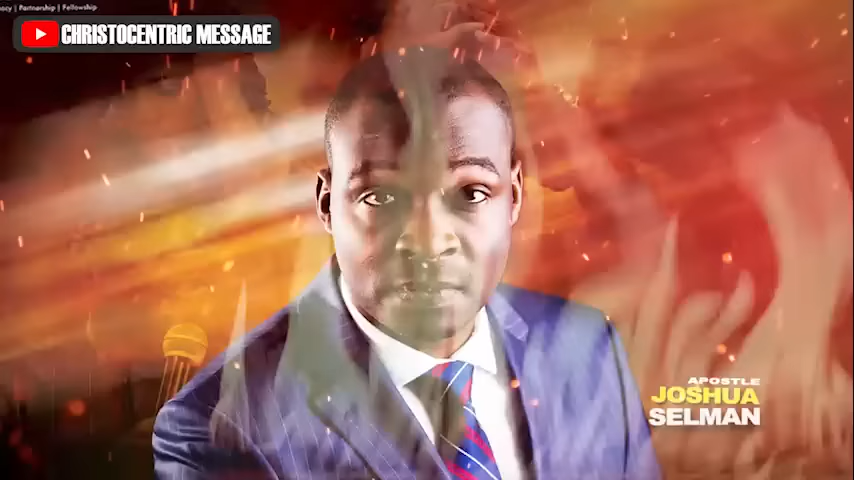 Partnership | Fellowship
CHRISTOCENTRIC MESSAGE
APOSTLE
JOSHUA
SELMAN